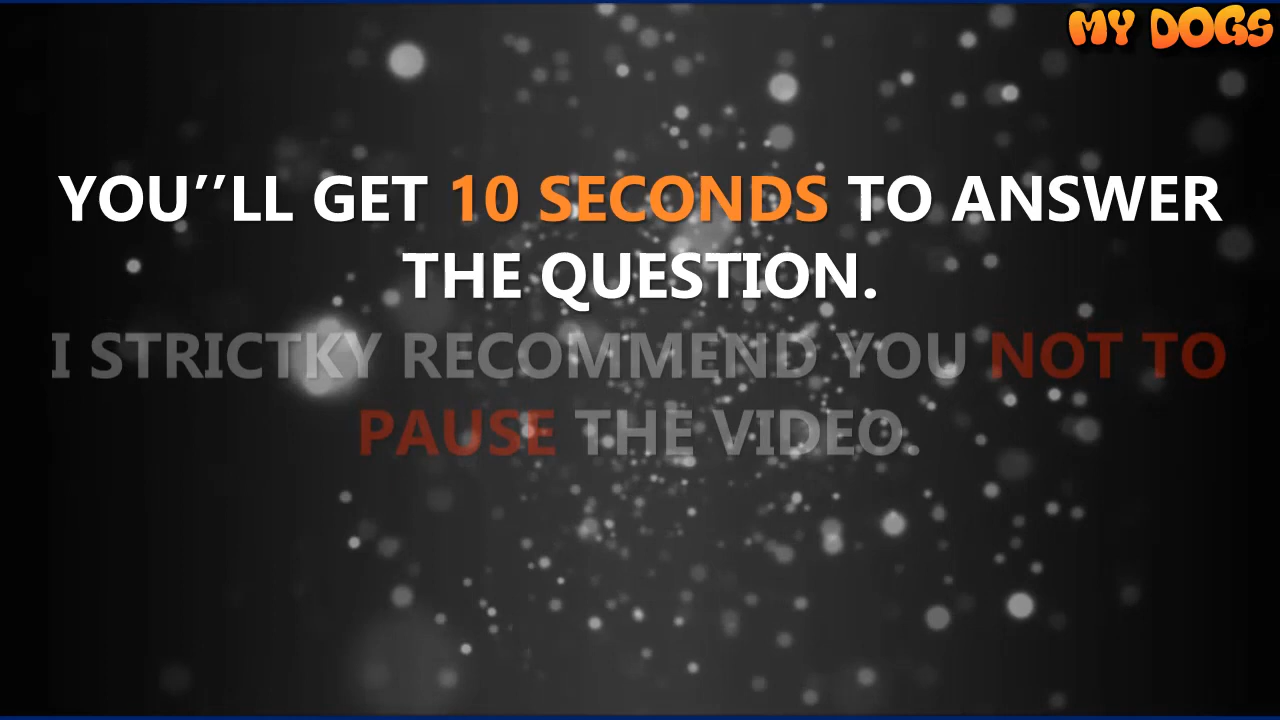 MY DOGS
YOU’’LL GET 10 SECONDS TO ANSWER
THE QUESTION.
I STRICTKY RECOMMEND YOU NOT TO
PAUSE THE VIDEO.